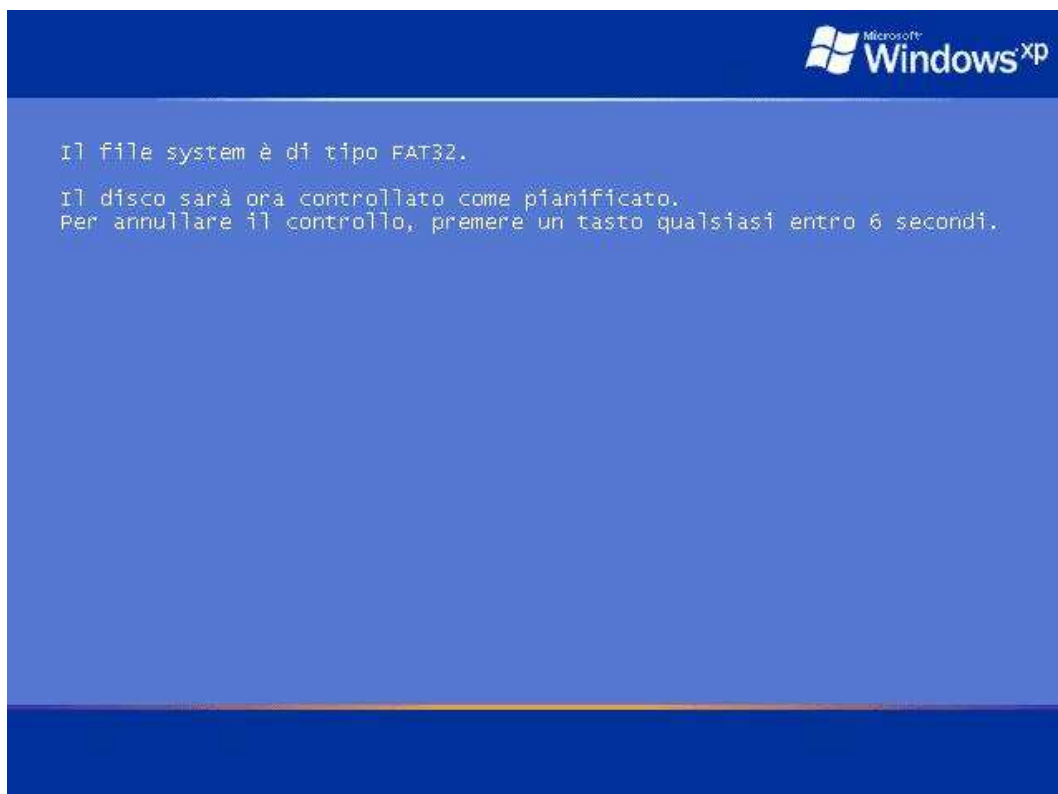 Microsoft
Windows xp
Il file system è di tipo FAT32.
Il disco sarà ora controllato come pianificato.
Per annullare il controllo, premere un tasto qualsiasi entro 6 secondi.